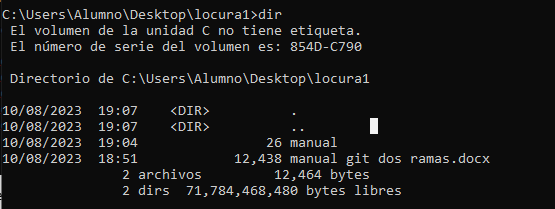 C:\Users\Alumno\Desktop\locura1>dir
 El volumen de la unidad C no tiene etiqueta.
 El número de serie del volumen es: 854D-C790

 Directorio de C:\Users\Alumno\Desktop\locura1

10/08/2023  19:07    <DIR>          .
10/08/2023  19:07    <DIR>          ..
10/08/2023  19:04                26 manual
10/08/2023  18:51            12,438 manual git dos ramas.docx
               2 archivos         12,464 bytes
               2 dirs  71,784,468,480 bytes libres